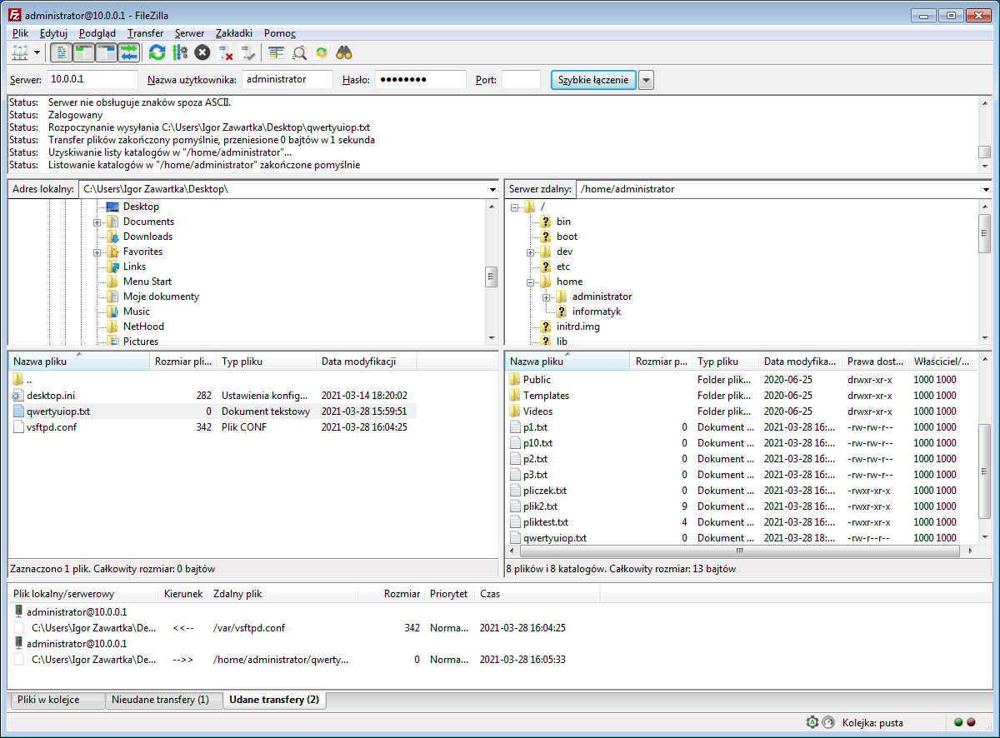 administrator@10.0.0.1 - FileZilla
Plik Edytuj Podgląd Transfer Serwer Zakładki Pomoc
Serwer: 10.0.0.1 Nazwa użytkownika: administrator Hasło: ●●●●●●●● Port: Szybkie łączenie
Status: Serwer nie obsługuje znaków spoza ASCII.
Status: Zalogowany
Status: Rozpoczynanie wysyłania C:\Users\Igor Zawartka\Desktop\qwertyuiop.txt
Status: Transfer plików zakończony pomyślnie, przeniesione 0 bajtów w 1 sekunda
Status: Uzyskiwanie listy katalogów w "/home/administrator"...
Status: Listowanie katalogów w "/home/administrator" zakończone pomyślnie
Adres lokalny: C:\Users\Igor Zawartka\Desktop\
Desktop
Documents
Downloads
Favorites
Links
Menu Start
Moje dokumenty
Music
NetHood
Pictures
Serwer zdalny: /home/administrator
/
bin
boot
dev
etc
home
administrator
informatyk
initrd.img
lib
Nazwa pliku Rozmiar pli... Typ pliku Data modyfikacji
..
desktop.ini 282 Ustawienia konfig... 2021-03-14 18:20:02
qwertyuiop.txt 0 Dokument tekstowy 2021-03-28 15:59:51
vsftpd.conf 342 Plik CONF 2021-03-28 16:04:25
Zaznaczono 1 plik. Całkowity rozmiar: 0 bajtów
Nazwa pliku Rozmiar p... Typ pliku Data modyfika... Prawa dost... Właściciel/...
Public Folder plik... 2020-06-25 drwxr-xr-x 1000 1000
Templates Folder plik... 2020-06-25 drwxr-xr-x 1000 1000
Videos Folder plik... 2020-06-25 drwxr-xr-x 1000 1000
p1.txt 0 Dokument ... 2021-03-28 16:... -rw-rw-r-- 1000 1000
p10.txt 0 Dokument ... 2021-03-28 16:... -rw-rw-r-- 1000 1000
p2.txt 0 Dokument ... 2021-03-28 16:... -rw-rw-r-- 1000 1000
p3.txt 0 Dokument ... 2021-03-28 16:... -rw-rw-r-- 1000 1000
pliczek.txt 0 Dokument ... 2021-03-28 16:... -rwxr-xr-x 1000 1000
plik2.txt 9 Dokument ... 2021-03-28 16:... -rwxr-xr-x 1000 1000
pliktest.txt 4 Dokument ... 2021-03-28 16:... -rwxr-xr-x 1000 1000
qwertyuiop.txt 0 Dokument ... 2021-03-28 18:... -rw-r--r-- 1000 1000
8 plików i 8 katalogów. Całkowity rozmiar: 13 bajtów
Plik lokalny/serwerowy Kierunek Zdalny plik Rozmiar Priorytet Czas
administrator@10.0.0.1
C:\Users\Igor Zawartka\De... <<-- /var/vsftpd.conf 342 Norma... 2021-03-28 16:04:25
administrator@10.0.0.1
C:\Users\Igor Zawartka\De... -->> /home/administrator/qwerty... 0 Norma... 2021-03-28 16:05:33
Pliki w kolejce Nieudane transfery (1) Udane transfery (2)
Kolejka: pusta